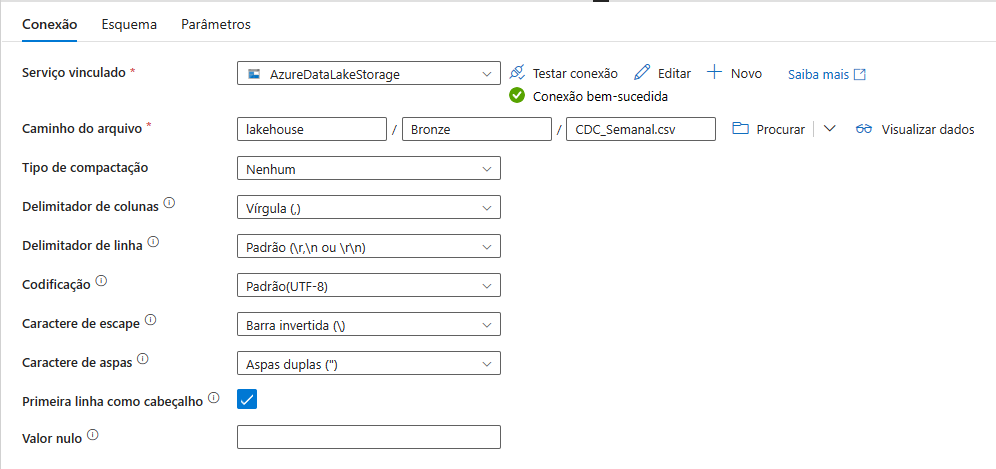 Conexão Esquema Parâmetros
Serviço vinculado * AzureDataLakeStorage Testar conexão Editar Novo Saiba mais
Conexão bem-sucedida
Caminho do arquivo * lakehouse / Bronze / CDC_Semanal.csv Procurar Visualizar dados
Tipo de compactação Nenhum
Delimitador de colunas Vírgula (,)
Delimitador de linha Padrão (\r,\n ou \r\n)
Codificação Padrão(UTF-8)
Caractere de escape Barra invertida (\)
Caractere de aspas Aspas duplas (")
Primeira linha como cabeçalho
Valor nulo